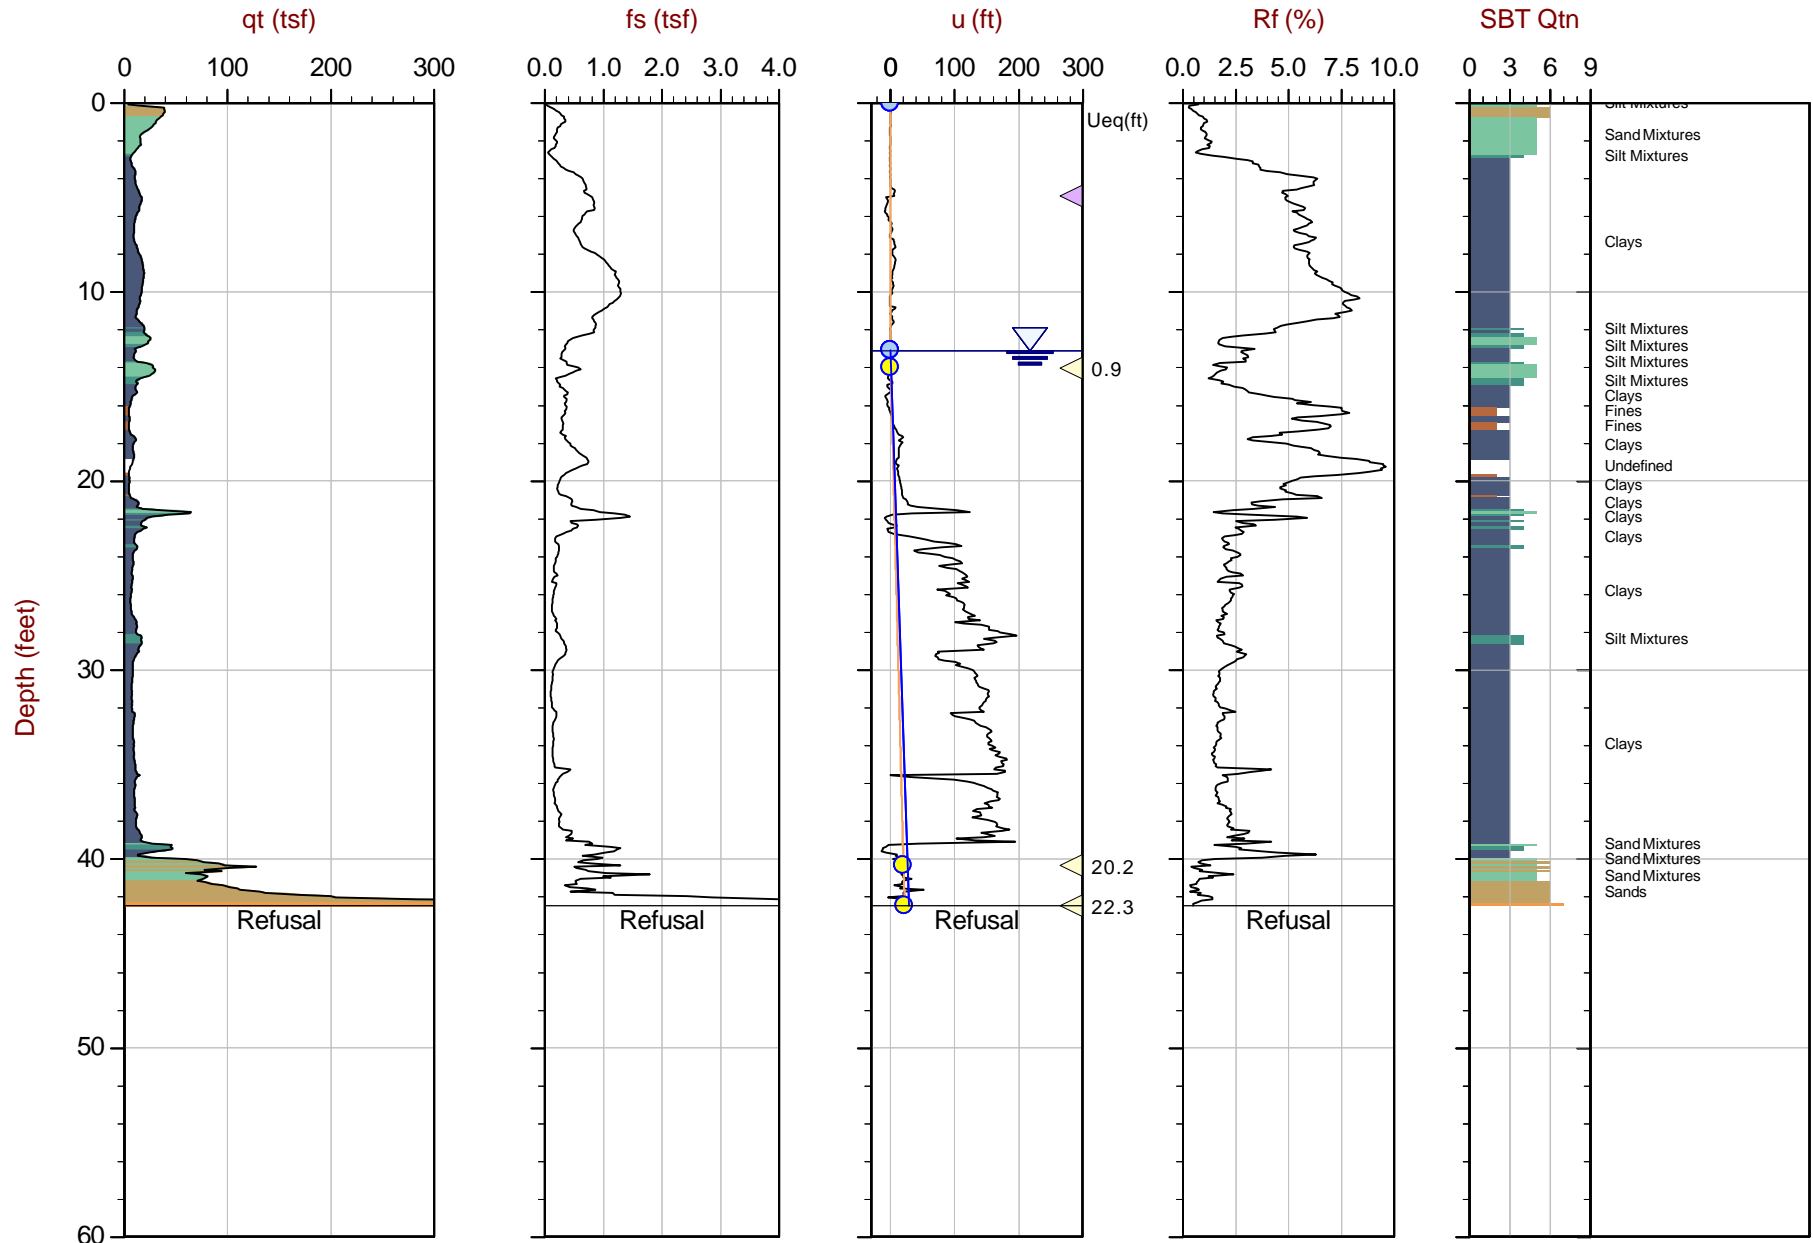 qt (tsf) fs (tsf) u (ft) Rf (%) SBT Qtn
0 100 200 300 0.0 1.0 2.0 3.0 4.0 0 100 200 300 0.0 2.5 5.0 7.5 10.0 0 3 6 9
0
Silt Mixtures
Ueq(ft)
Sand Mixtures
Silt Mixtures
Clays
10
Silt Mixtures
Silt Mixtures
Silt Mixtures
0.9
Silt Mixtures
Clays
Fines
Fines
Clays
Undefined
20
Clays
Clays
Clays
Clays
Clays
Depth (feet)
Silt Mixtures
30
Clays
Sand Mixtures
40
Sand Mixtures
20.2
Sand Mixtures
Sands
22.3
Refusal Refusal Refusal Refusal
50
60